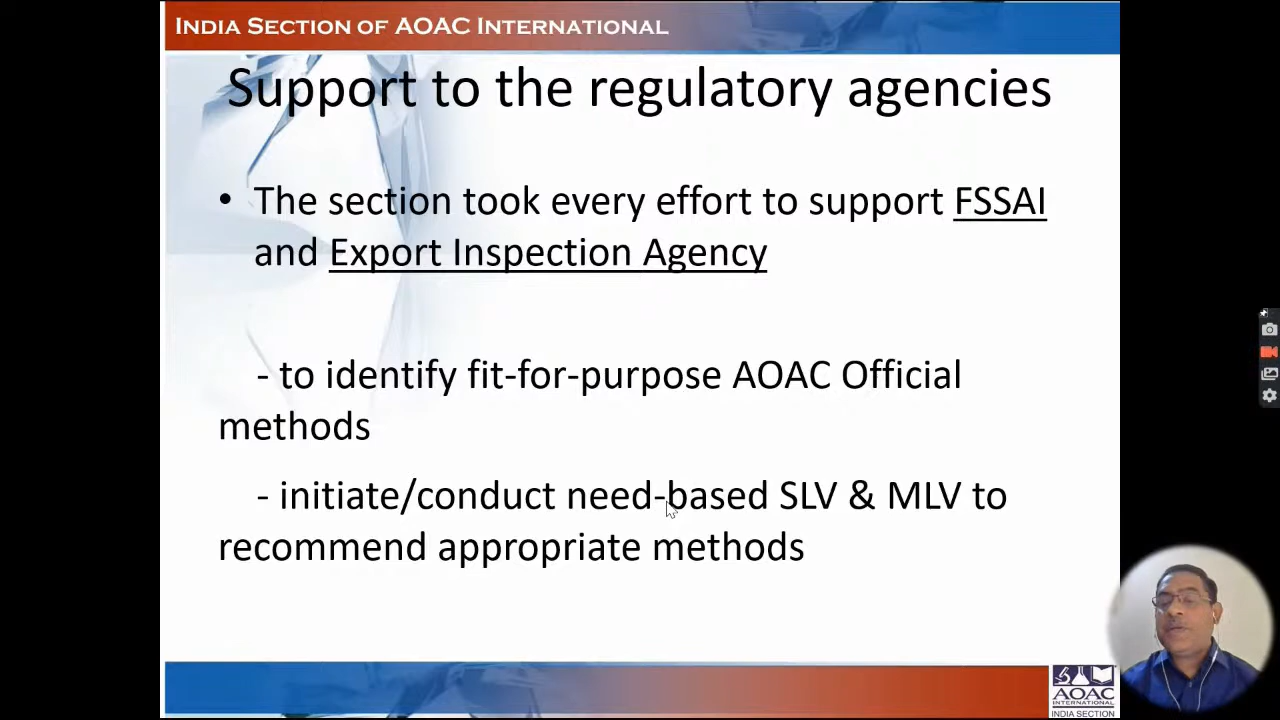 INDIA SECTION OF AOAC INTERNATIONAL
Support to the regulatory agencies
• The section took every effort to support FSSAI
and Export Inspection Agency
- to identify fit-for-purpose AOAC Official
methods
- initiate/conduct need-based SLV & MLV to
recommend appropriate methods
AOAC
INTERNATIONAL
INDIA SECTION